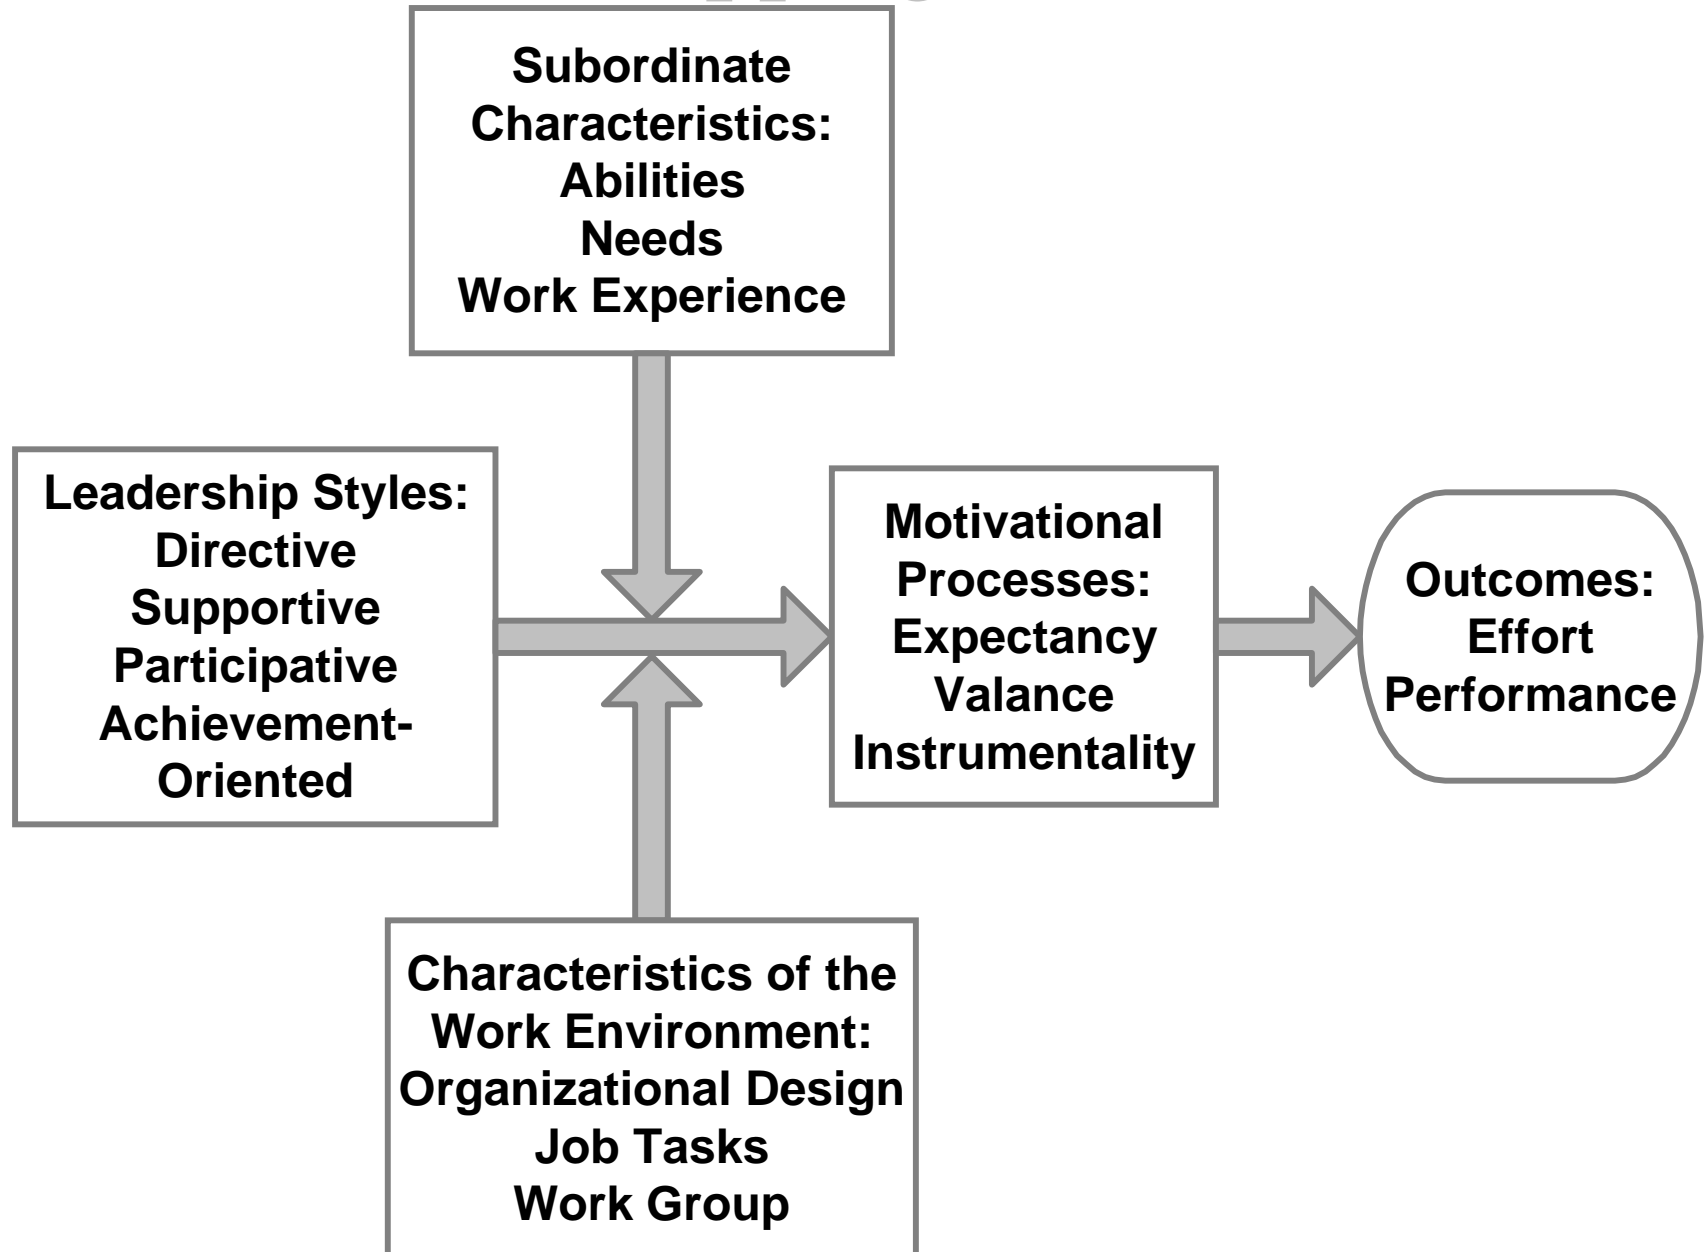 Subordinate
Characteristics:
Abilities
Needs
Work Experience
Leadership Styles:
Directive
Supportive
Participative
Achievement-
Oriented
Motivational
Processes:
Expectancy
Valance
Instrumentality
Outcomes:
Effort
Performance
Characteristics of the
Work Environment:
Organizational Design
Job Tasks
Work Group